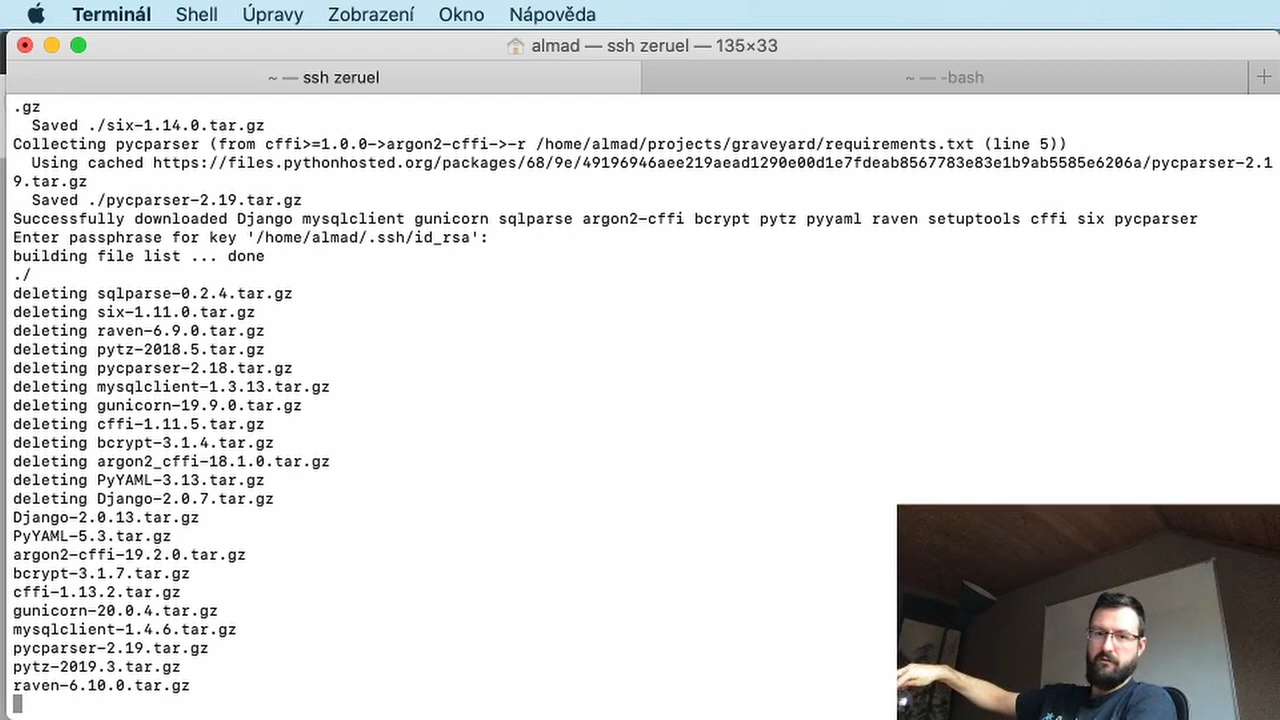 Terminál Shell Úpravy Zobrazení Okno Nápověda
almad — ssh zeruel — 135×33
~ — ssh zeruel
~ — -bash
.gz
  Saved ./six-1.14.0.tar.gz
Collecting pycparser (from cffi>=1.0.0->argon2-cffi->-r /home/almad/projects/graveyard/requirements.txt (line 5))
  Using cached https://files.pythonhosted.org/packages/68/9e/49196946aee219aead1290e00d1e7fdeab8567783e83e1b9ab5585e6206a/pycparser-2.1
9.tar.gz
  Saved ./pycparser-2.19.tar.gz
Successfully downloaded Django mysqlclient gunicorn sqlparse argon2-cffi bcrypt pytz pyyaml raven setuptools cffi six pycparser
Enter passphrase for key '/home/almad/.ssh/id_rsa':
building file list ... done
./
deleting sqlparse-0.2.4.tar.gz
deleting six-1.11.0.tar.gz
deleting raven-6.9.0.tar.gz
deleting pytz-2018.5.tar.gz
deleting pycparser-2.18.tar.gz
deleting mysqlclient-1.3.13.tar.gz
deleting gunicorn-19.9.0.tar.gz
deleting cffi-1.11.5.tar.gz
deleting bcrypt-3.1.4.tar.gz
deleting argon2_cffi-18.1.0.tar.gz
deleting PyYAML-3.13.tar.gz
deleting Django-2.0.7.tar.gz
Django-2.0.13.tar.gz
PyYAML-5.3.tar.gz
argon2-cffi-19.2.0.tar.gz
bcrypt-3.1.7.tar.gz
cffi-1.13.2.tar.gz
gunicorn-20.0.4.tar.gz
mysqlclient-1.4.6.tar.gz
pycparser-2.19.tar.gz
pytz-2019.3.tar.gz
raven-6.10.0.tar.gz